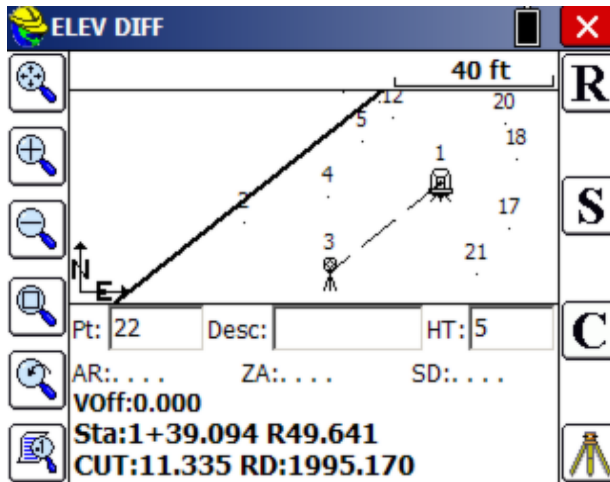 ELEV DIFF
40 ft
R
12
20
5
18
1
4
S
2
17
3
21
N
E
Pt: 22 Desc: HT: 5
C
AR:. . . . ZA:. . . . SD:. . . .
VOff:0.000
Sta:1+39.094 R49.641
CUT:11.335 RD:1995.170